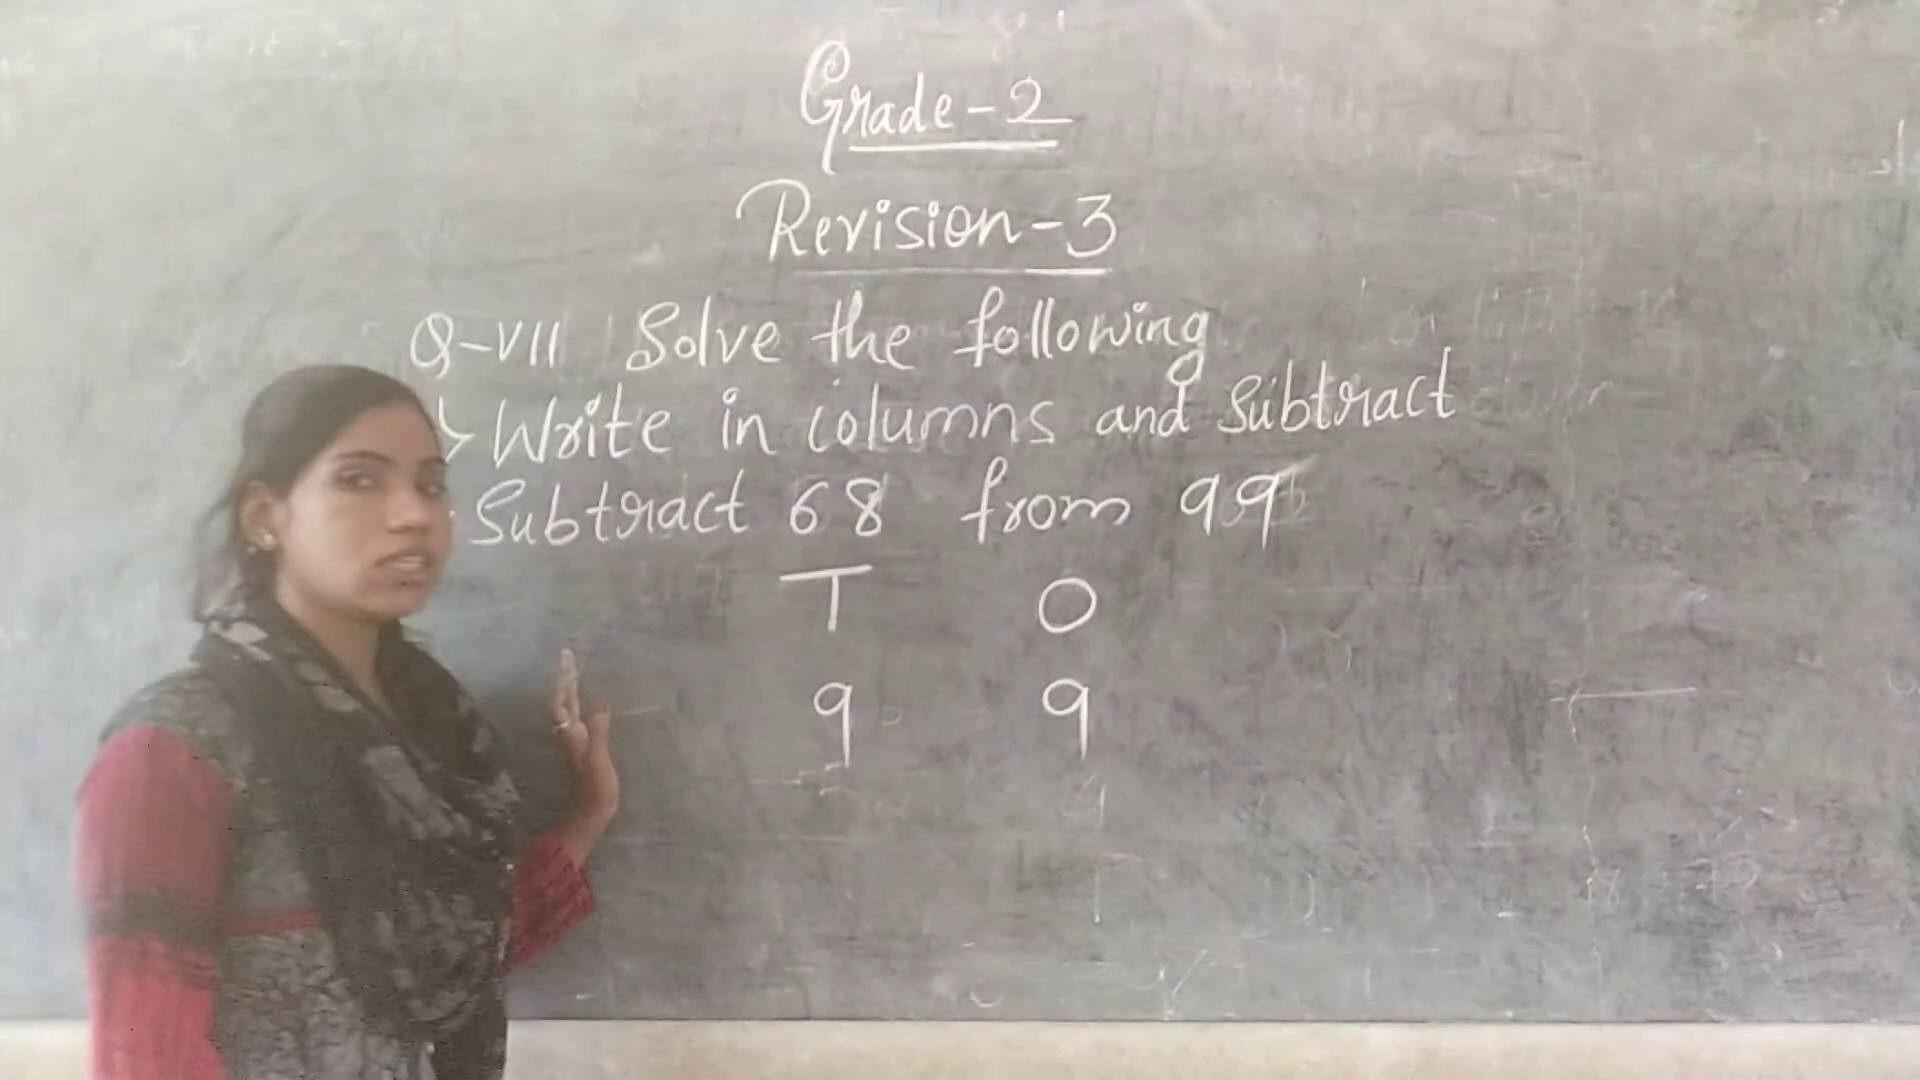 Grade-2
Revision-3
Q-VII Solve the following
Write in columns and Subtract
Subtract 68 from 99
T O
9 9